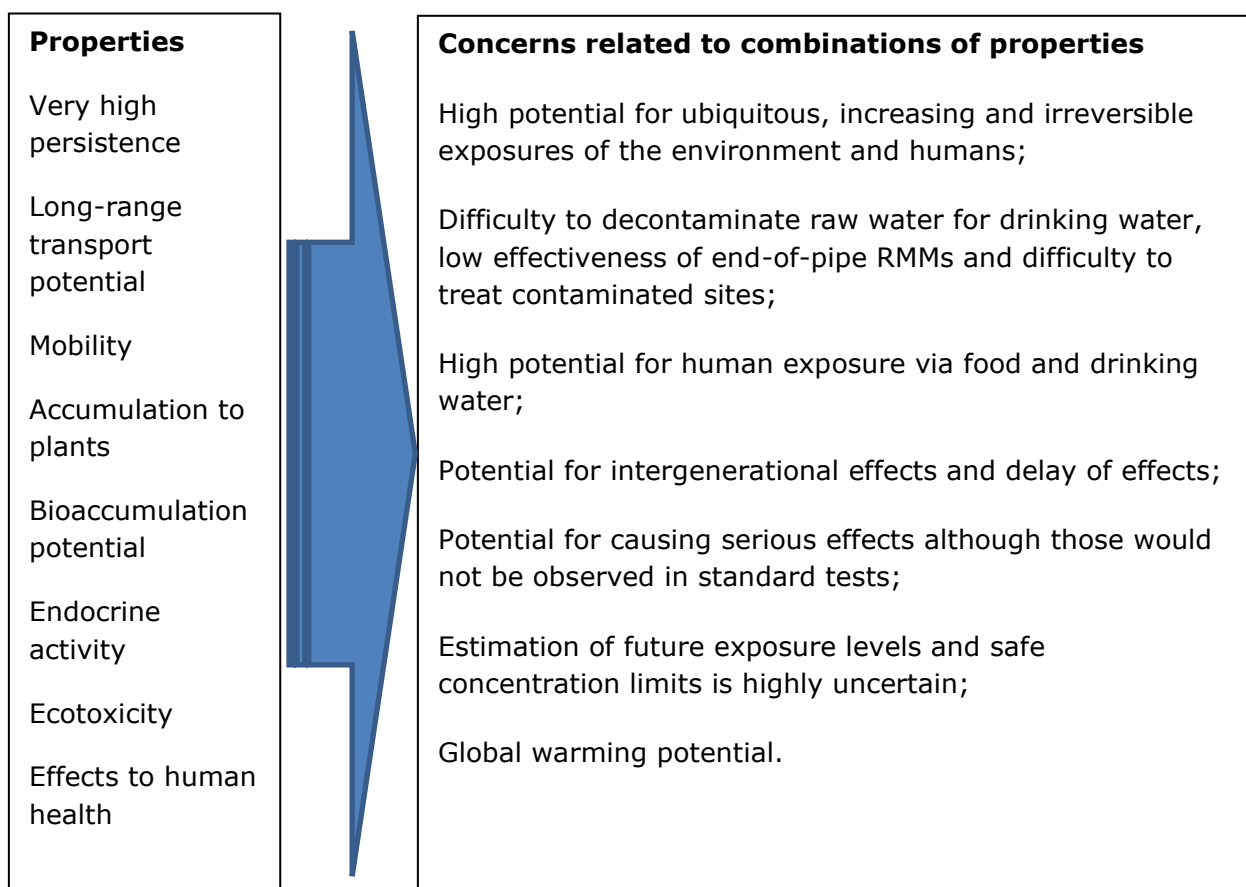 Properties
Very high
persistence
Long-range
transport
potential
Mobility
Accumulation to
plants
Bioaccumulation
potential
Endocrine
activity
Ecotoxicity
Effects to human
health
Concerns related to combinations of properties
High potential for ubiquitous, increasing and irreversible
exposures of the environment and humans;
Difficulty to decontaminate raw water for drinking water,
low effectiveness of end-of-pipe RMMs and difficulty to
treat contaminated sites;
High potential for human exposure via food and drinking
water;
Potential for intergenerational effects and delay of effects;
Potential for causing serious effects although those would
not be observed in standard tests;
Estimation of future exposure levels and safe
concentration limits is highly uncertain;
Global warming potential.